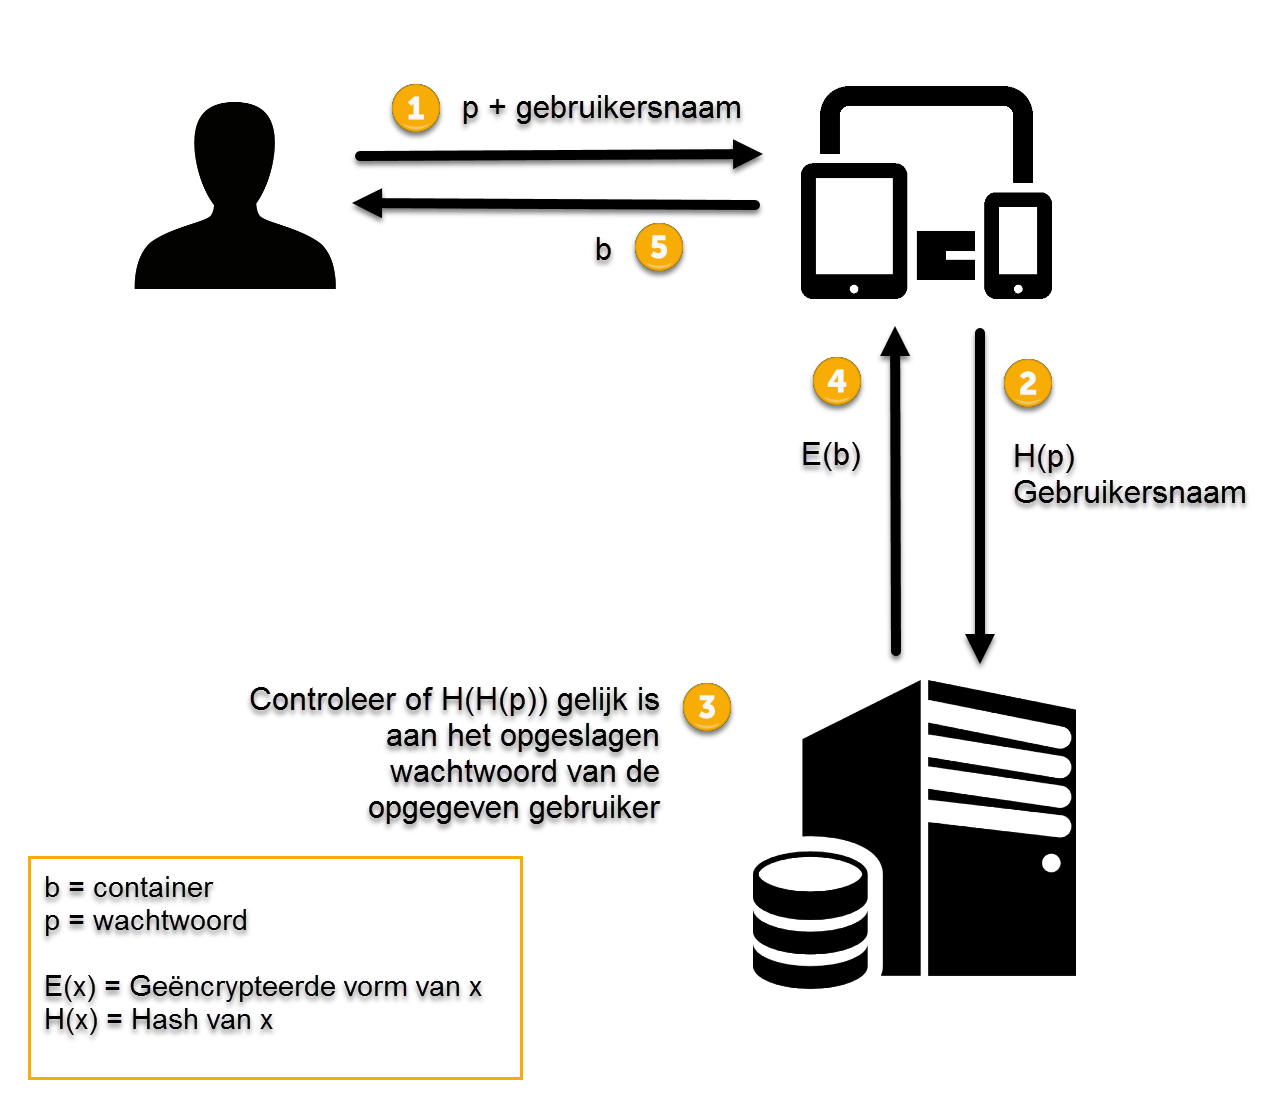 1
p + gebruikersnaam
b
5
4
2
E(b)
H(p)
Gebruikersnaam
Controleer of H(H(p)) gelijk is
aan het opgeslagen
wachtwoord van de
opgegeven gebruiker
3
b = container
p = wachtwoord
E(x) = Geëncrypteerde vorm van x
H(x) = Hash van x